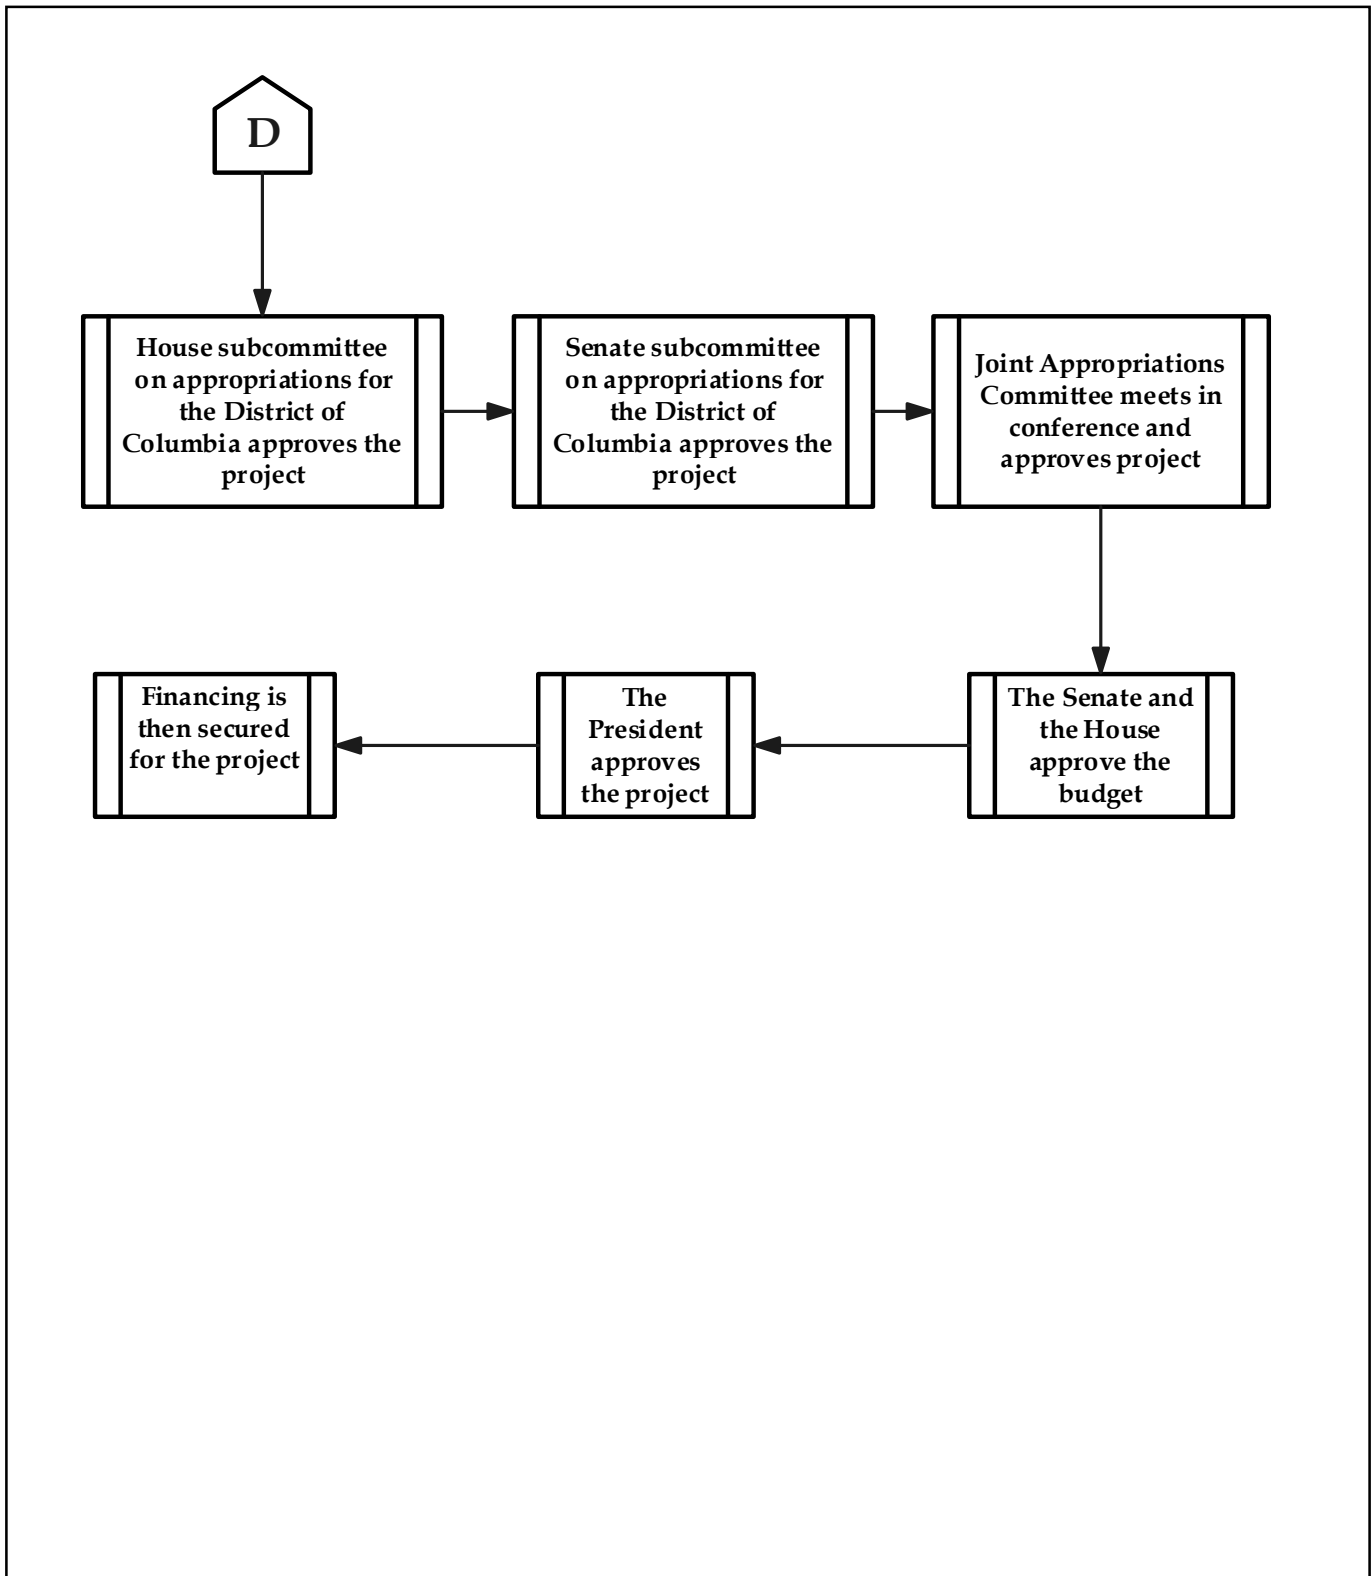 D
House subcommittee
on appropriations for
the District of
Columbia approves the
project
Senate subcommittee
on appropriations for
the District of
Columbia approves the
project
Joint Appropriations
Committee meets in
conference and
approves project
The Senate and
the House
approve the
budget
The
President
approves
the project
Financing is
then secured
for the project